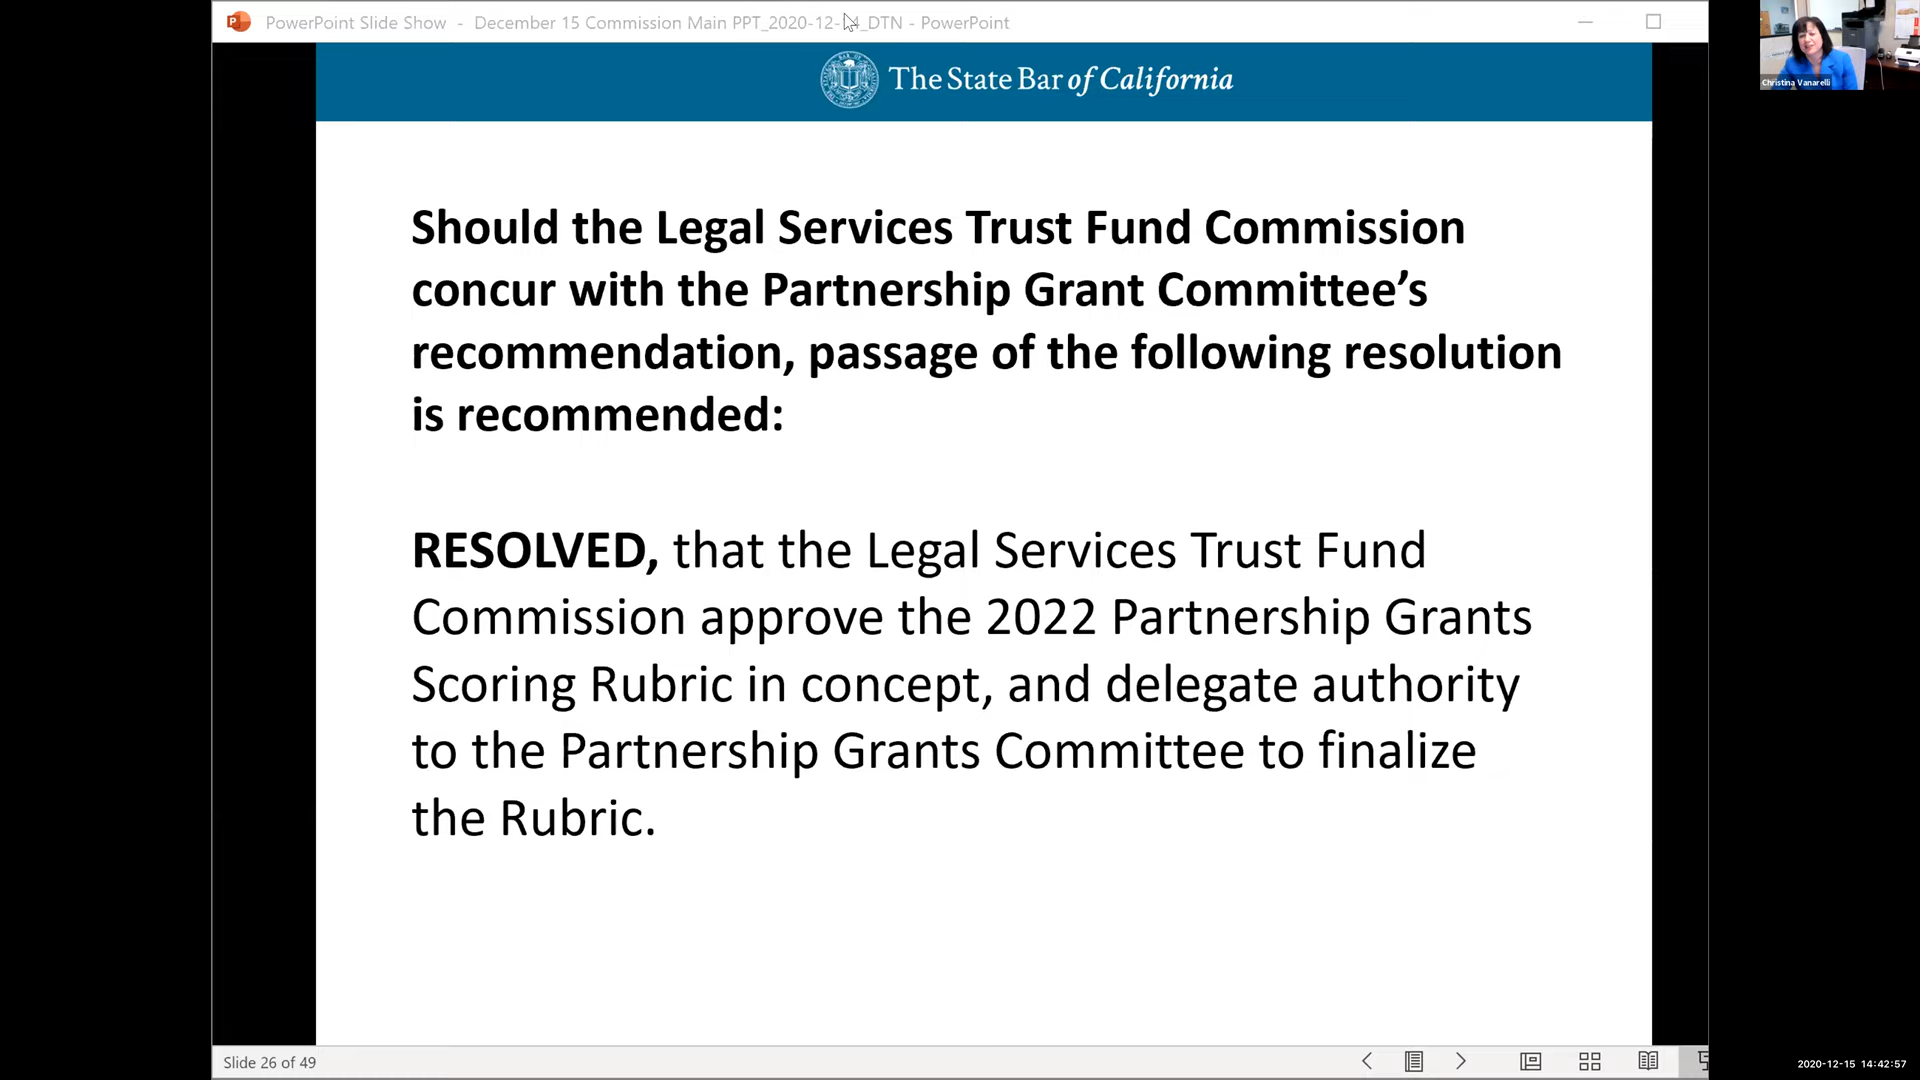 PowerPoint Slide Show - December 15 Commission Main PPT_2020-12-14_DTN - PowerPoint
The State Bar of California
Christina Vanarelli
Should the Legal Services Trust Fund Commission
concur with the Partnership Grant Committee’s
recommendation, passage of the following resolution
is recommended:
RESOLVED, that the Legal Services Trust Fund
Commission approve the 2022 Partnership Grants
Scoring Rubric in concept, and delegate authority
to the Partnership Grants Committee to finalize
the Rubric.
Slide 26 of 49
2020-12-15 14:42:57